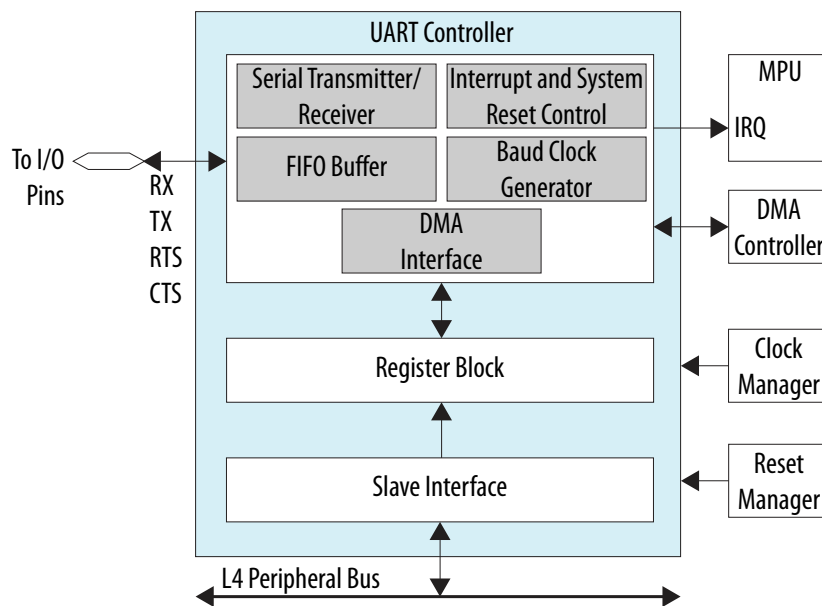 UART Controller
Serial Transmitter/
Receiver
Interrupt and System
Reset Control
FIFO Buffer
Baud Clock
Generator
DMA
Interface
To I/O
Pins
RX
TX
RTS
CTS
MPU
IRQ
DMA
Controller
Register Block
Clock
Manager
Slave Interface
Reset
Manager
L4 Peripheral Bus